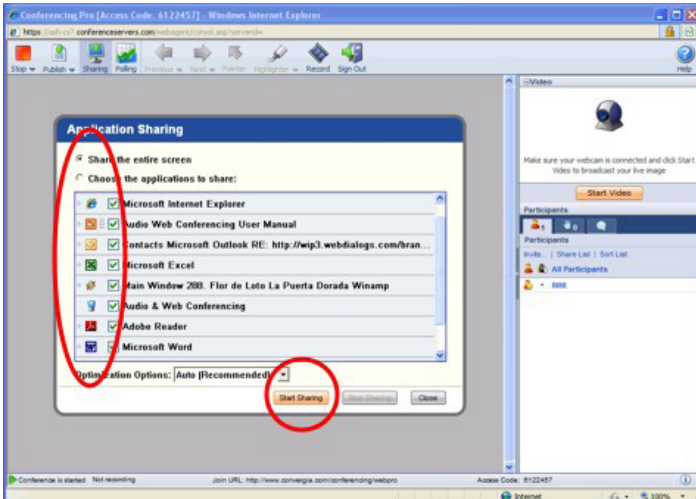 Conferencing Pro [Access Code: 6122457] - Windows Internet Explorer
conferenceservers.com
Stop Publish Sharing Polling Previous Next Pointer Highlighter Record Sign Out Help
Application Sharing
Share the entire screen
Choose the applications to share:
Microsoft Internet Explorer
Audio Web Conferencing User Manual
Contacts Microsoft Outlook RE: http://wip3.webdialogs.com/bran...
Microsoft Excel
Main Window 288. Flor de Loto La Puerta Dorada Winamp
Audio & Web Conferencing
Adobe Reader
Microsoft Word
Optimization Options: Auto (Recommended)
Start Sharing Stop Sharing Close
Video
Make sure your webcam is connected and click Start
Video to broadcast your live image
Start Video
Participants
1 0
Participants
Invite... | Share List | Sort List
All Participants
RRR
Conference is started Not recording Join URL: http://www.convergia.com/conferencing/webpro Access Code: 6122457
Internet 100%